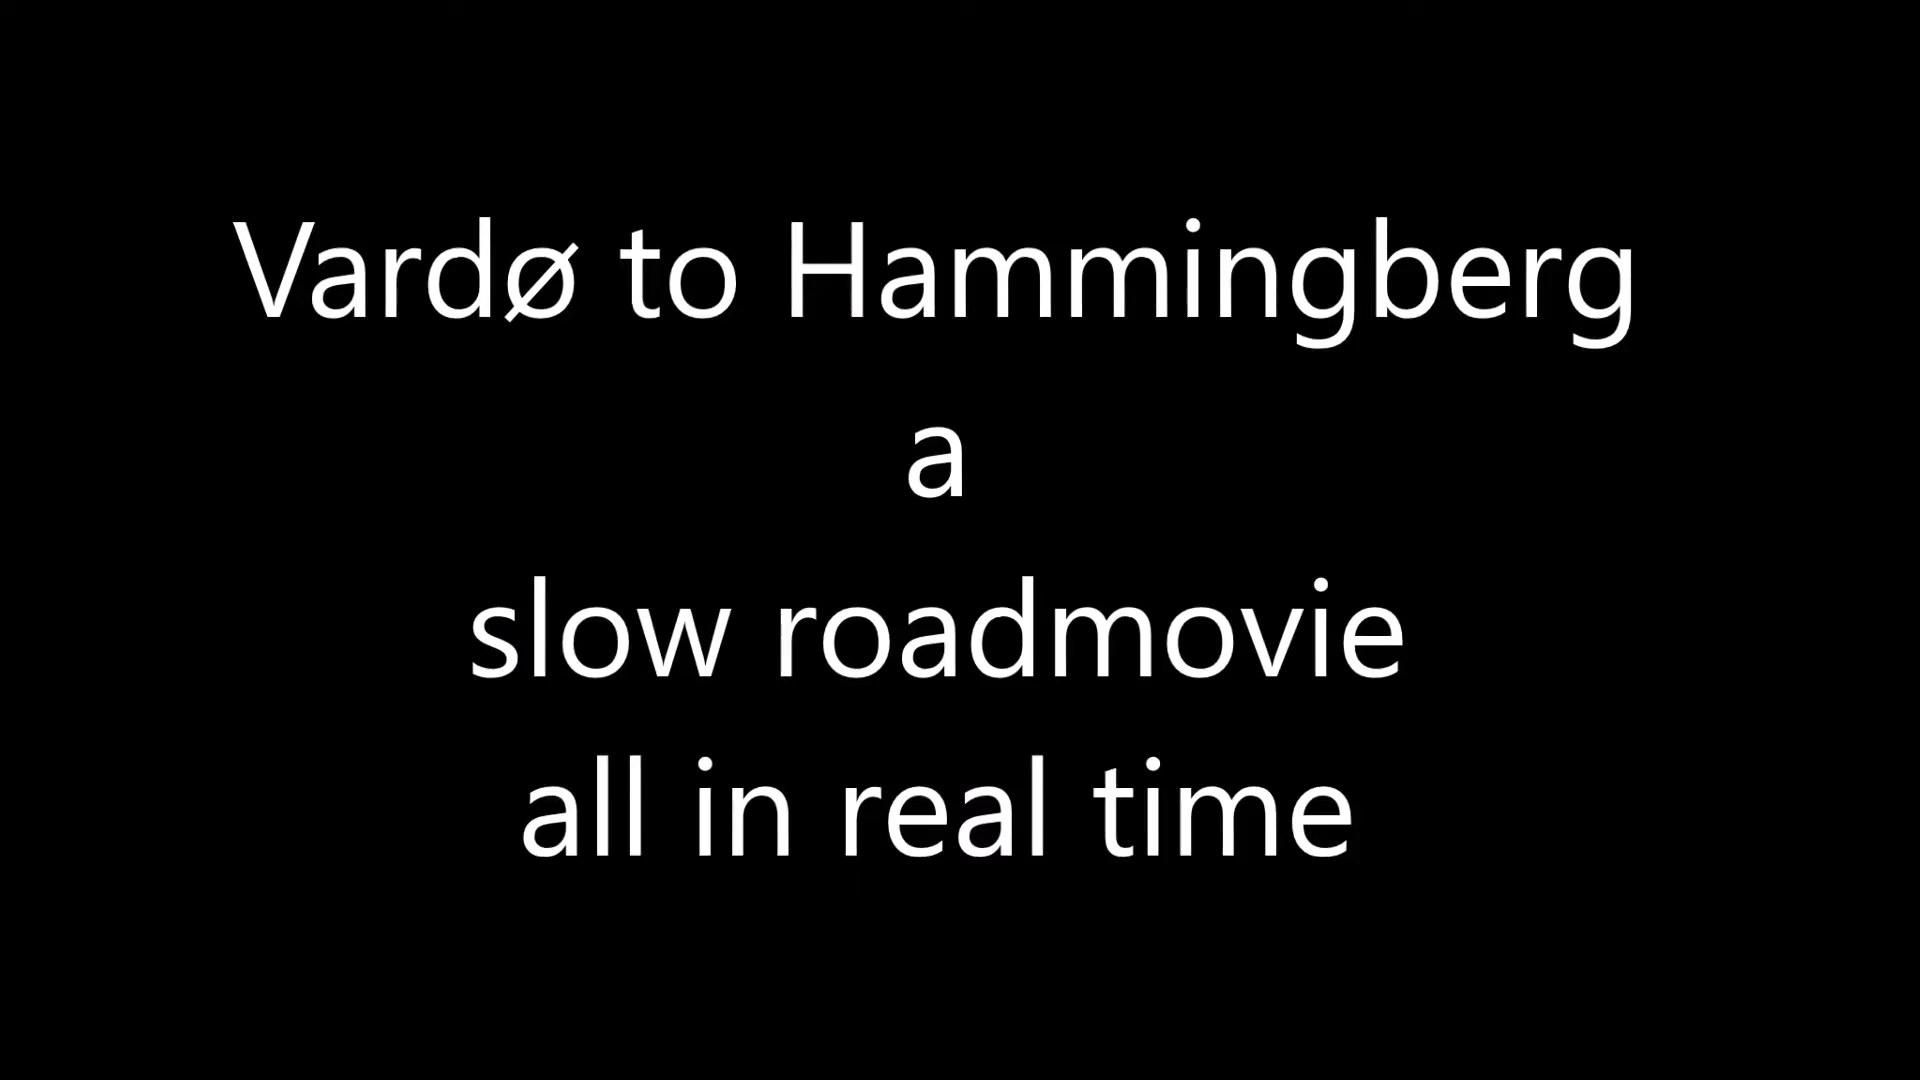 Vardø to Hammingberg
a
slow roadmovie
all in real time